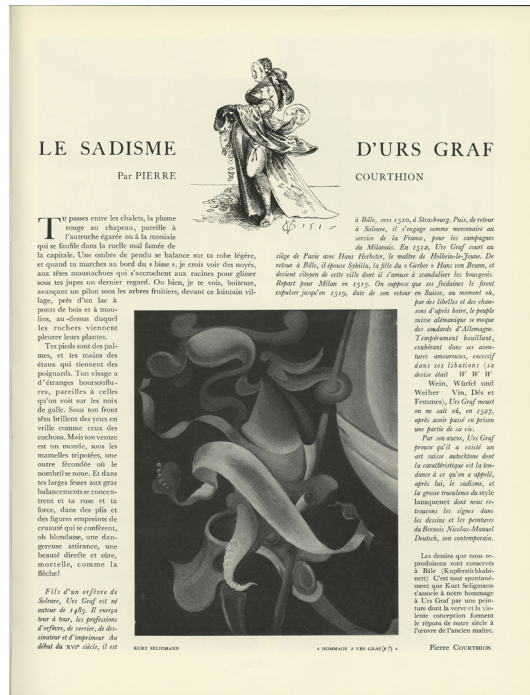 LE SADISME
D'URS GRAF
Par PIERRE
COURTHION
Tu passes entre les chalets, la plume
rouge au chapeau, pareille à
l'autruche égarée ou à la moniale
qui se faufile dans la ruelle mal famée de
la capitale. Une ombre de pendu se balance sur ta robe légère,
et quand tu marches au bord du « bisse », je crois voir des noyés,
aux têtes moustachues qui s'accrochent aux racines pour glisser
sous tes jupes un dernier regard. Ou bien, je te vois, boiteuse,
avançant un pilon sous les arbres fruitiers, devant ce lointain vil-
lage, près d'un lac à
ponts de bois et à mou-
lins, au-dessus duquel
les rochers viennent
pleurer leurs plantes.
Tes pieds sont des pal-
mes, et tes mains des
étaux qui tiennent des
poignards. Ton visage a
d'étranges boursouflu-
res, pareilles à celles
qu'on voit sur les noix
de galle. Sous ton front
têtu brillent des yeux en
vrille comme ceux des
cochons. Mais ton ventre
est un monde, sous les
mamelles tripotées, une
outre fécondée où le
nombril se noue. Et dans
tes larges fesses aux gras
balancements se concen-
trent et ta ruse et ta
force, dans des plis et
des figures empreints de
cruauté qui te confèrent,
oh blondasse, une dan-
gereuse attirance, une
beauté directe et sûre,
mortelle, comme la
flèche!
Fils d'un orfèvre de
Soleure, Urs Graf est né
autour de 1485. Il exerça
tour à tour, les professions
d'orfèvre, de verrier, de des-
sinateur et d'imprimeur Au
début du XVIe siècle, il est
à Bâle, vers 1510, à Strasbourg. Puis, de retour
à Soleure, il s'engage comme mercenaire au
service de la France, pour les campagnes
du Milanais. En 1512, Urs Graf court au
siège de Pavie avec Hans Herbster, le maître de Holbein-le-Jeune. De
retour à Bâle, il épouse Sybilla, la fille du « Gerber » Hans von Brunn, et
devient citoyen de cette ville dont il s'amuse à scandaliser les bourgeois.
Repart pour Milan en 1515. On suppose que ses fredaines le firent
expulser jusqu'en 1519, date de son retour en Suisse, au moment où,
par des libelles et des chan-
sons d'après boire, le peuple
suisse alémanique se moque
des soudards d'Allemagne.
Tempérament bouillant,
exubérant dans ses aven-
tures amoureuses, excessif
dans ses libations (sa
devise était W W W
Wein, Würfel und
Weiber Vin, Dés et
Femmes), Urs Graf meurt
on ne sait où, en 1527,
après avoir passé en prison
une partie de sa vie.
Par son œuvre, Urs Graf
prouve qu'il a existé un
art suisse autochtone dont
la caractéristique est la ten-
dance à ce qu'on a appelé,
après lui, le sadisme, et
la grosse truculence du style
lansquenet dont nous re-
trouvons les signes dans
les dessins et les peintures
du Bernois Nicolas-Manuel
Deutsch, son contemporain.
Les dessins que nous re-
produisons sont conservés
à Bâle (Kupferstichkabi-
nett) C'est tout spontané-
ment que Kurt Seligmann
s'associe à notre hommage
à Urs Graf par une pein-
ture dont la verve et la vio-
lente conception forment
le répons de notre siècle à
l'œuvre de l'ancien maître.
KURT SELIGMANN
« HOMMAGE A URS GRAF(e?) »
Pierre COURTHION